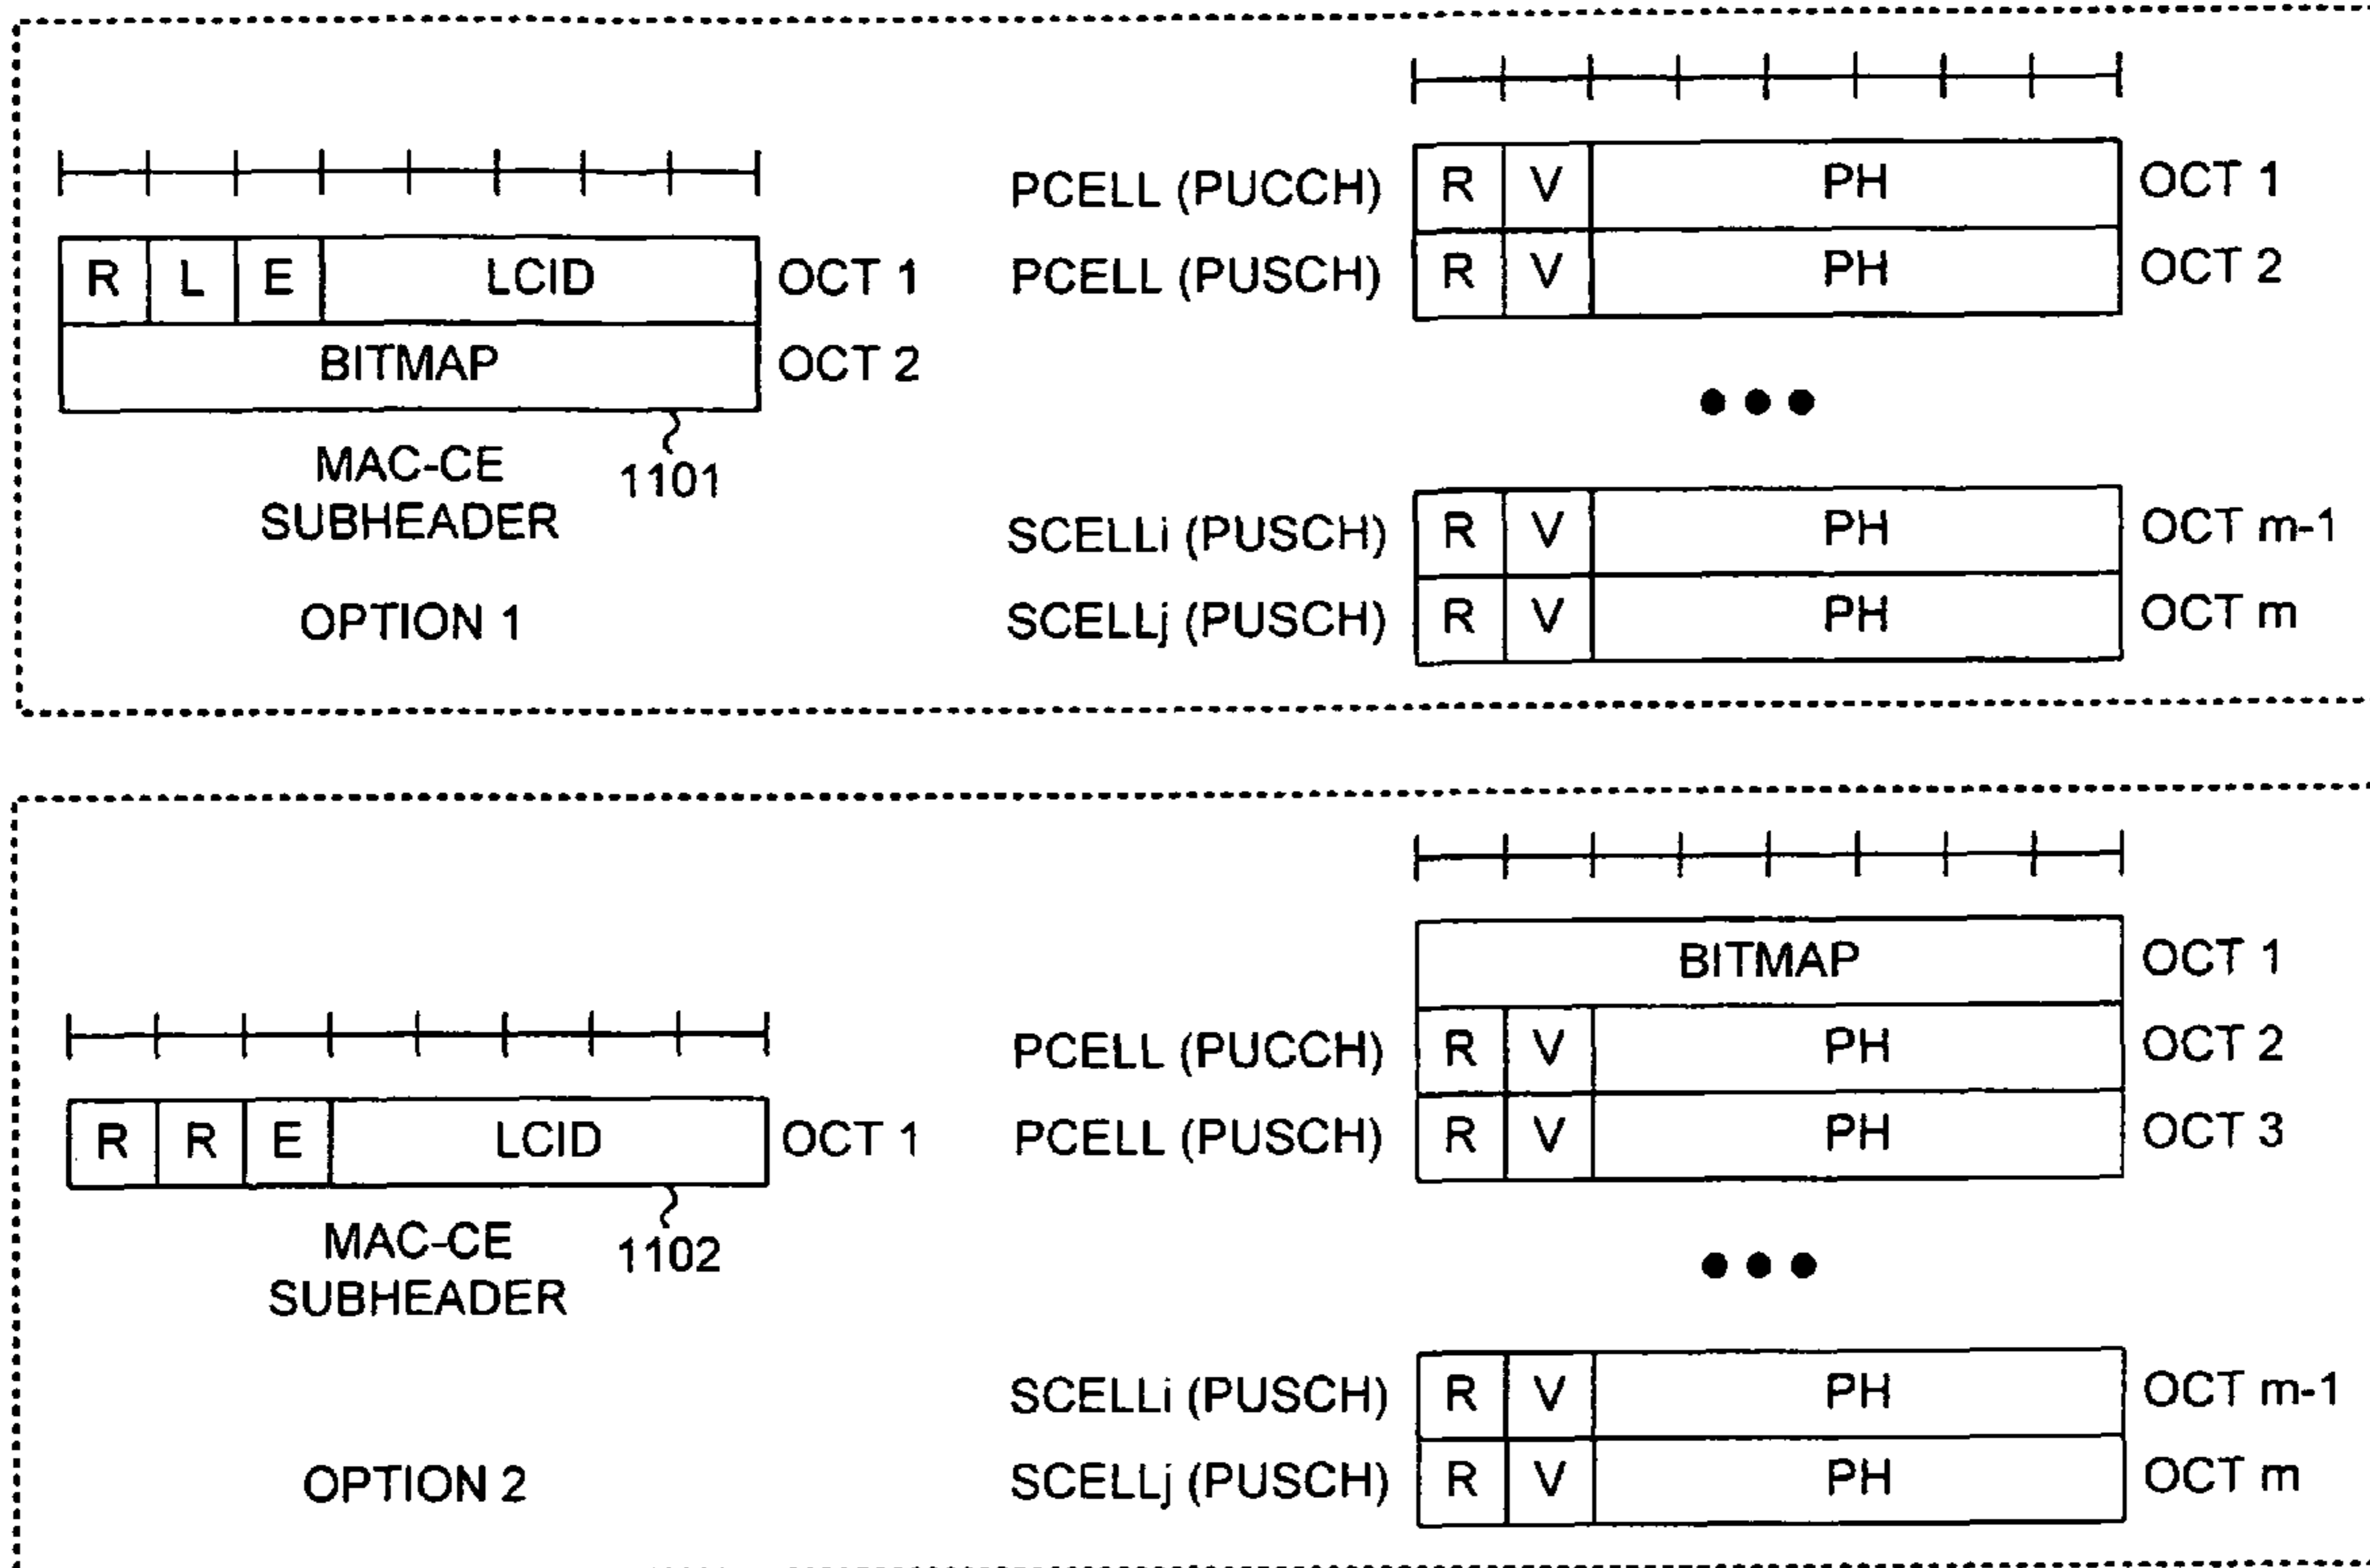 R L E LCID OCT 1
BITMAP OCT 2
MAC-CE
SUBHEADER
1101
OPTION 1
PCELL (PUCCH) R V PH OCT 1
PCELL (PUSCH) R V PH OCT 2
SCELLi (PUSCH) R V PH OCT m-1
SCELLj (PUSCH) R V PH OCT m
R R E LCID OCT 1
MAC-CE
SUBHEADER
1102
OPTION 2
BITMAP OCT 1
PCELL (PUCCH) R V PH OCT 2
PCELL (PUSCH) R V PH OCT 3
SCELLi (PUSCH) R V PH OCT m-1
SCELLj (PUSCH) R V PH OCT m